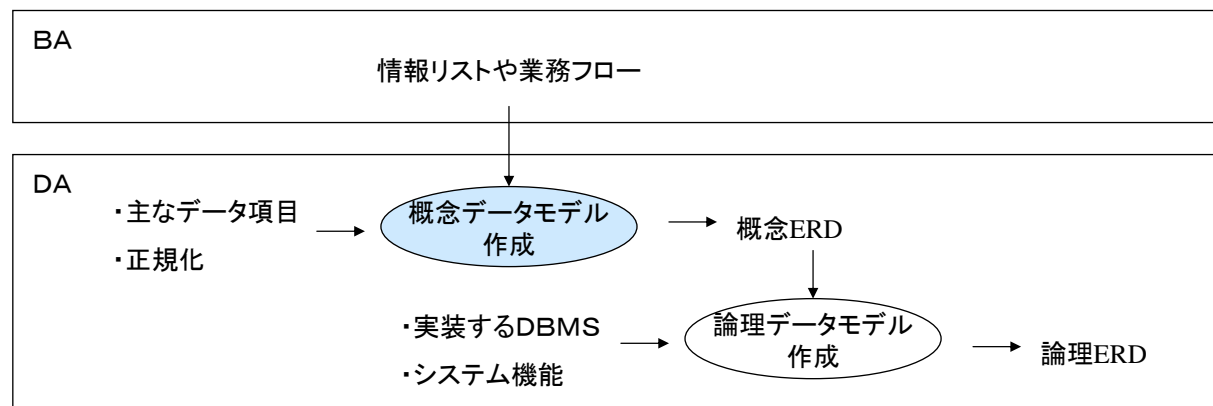 ＢＡ
情報リストや業務フロー
ＤＡ
・主なデータ項目
・正規化
概念データモデル
作成
概念ERD
・実装するＤＢＭＳ
・システム機能
論理データモデル
作成
論理ERD